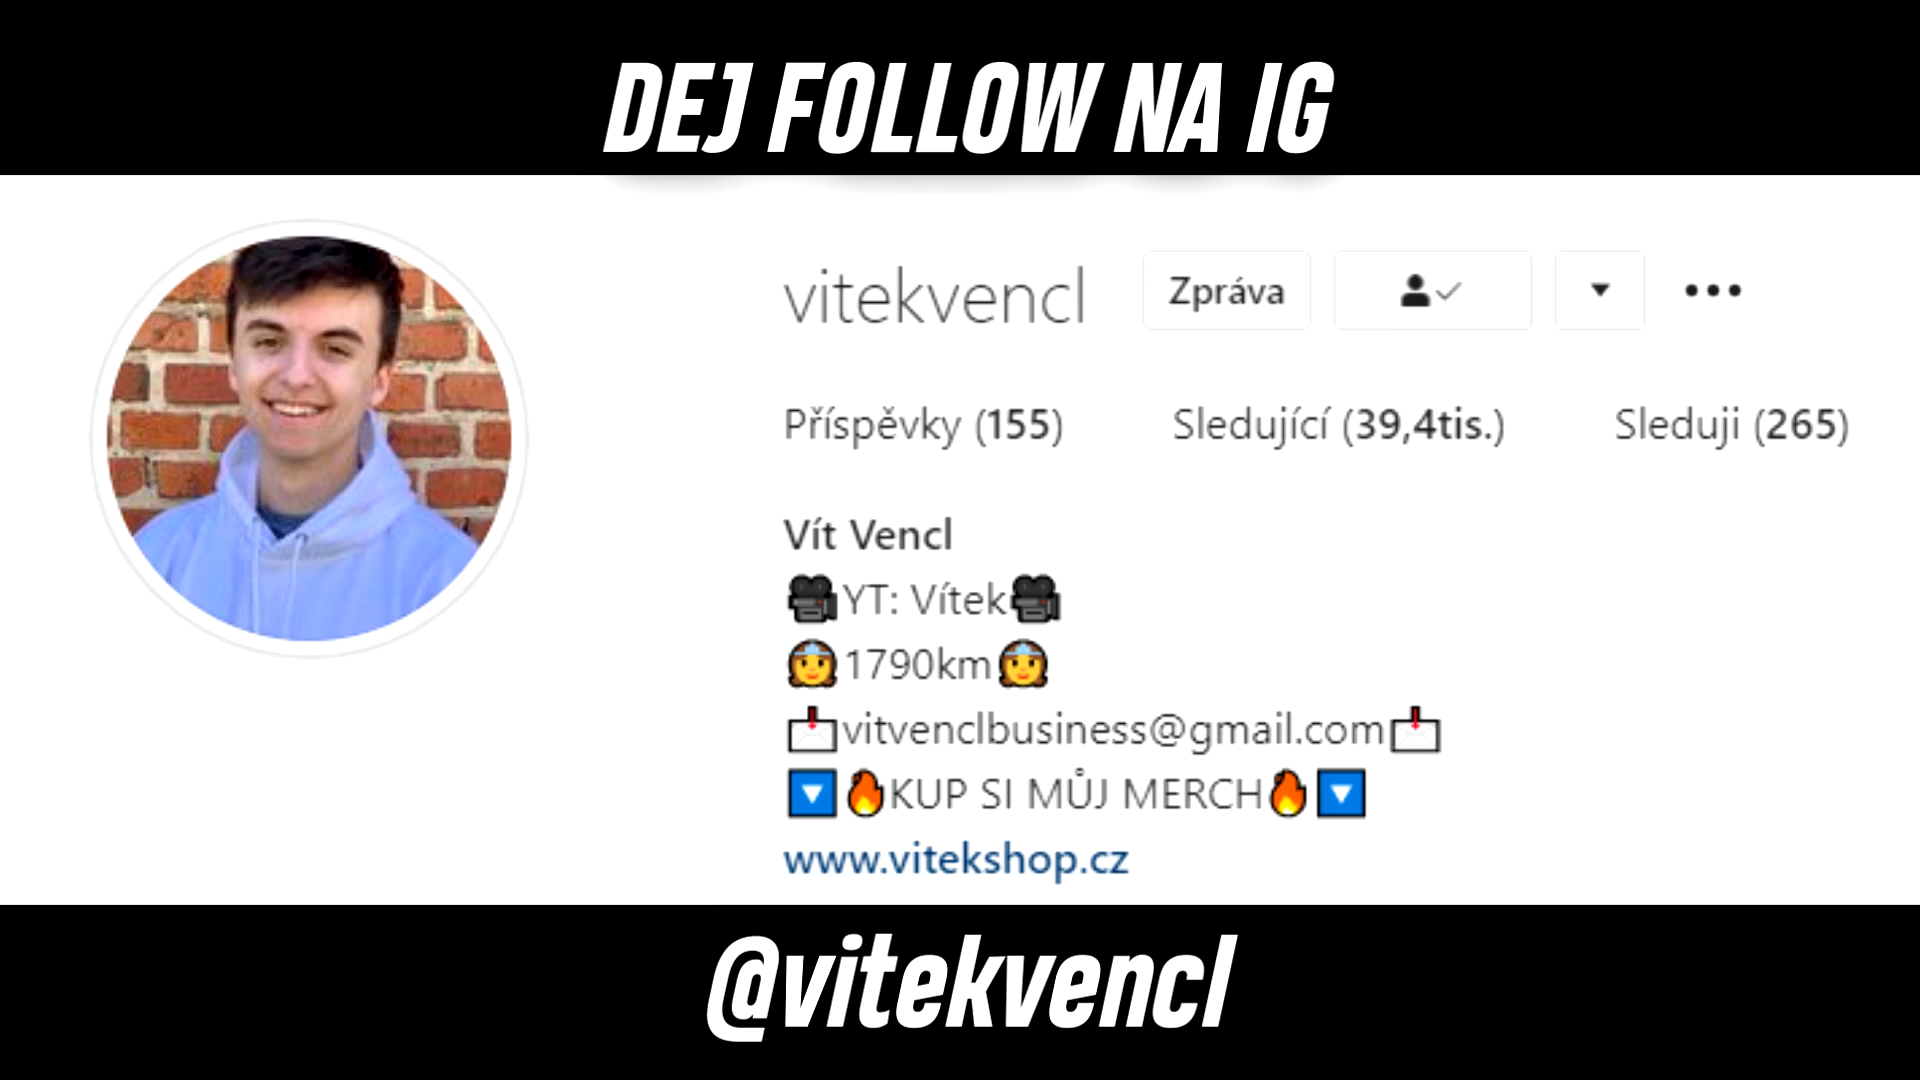 DEJ FOLLOW NA IG
vitekvencl Zpráva
Příspěvky (155) Sledující (39,4tis.) Sleduji (265)
Vít Vencl
🎥YT: Vítek🎥
👸1790km👸
📩vitvenclbusiness@gmail.com📩
🔽🔥KUP SI MŮJ MERCH🔥🔽
www.vitekshop.cz
@vitekvencl